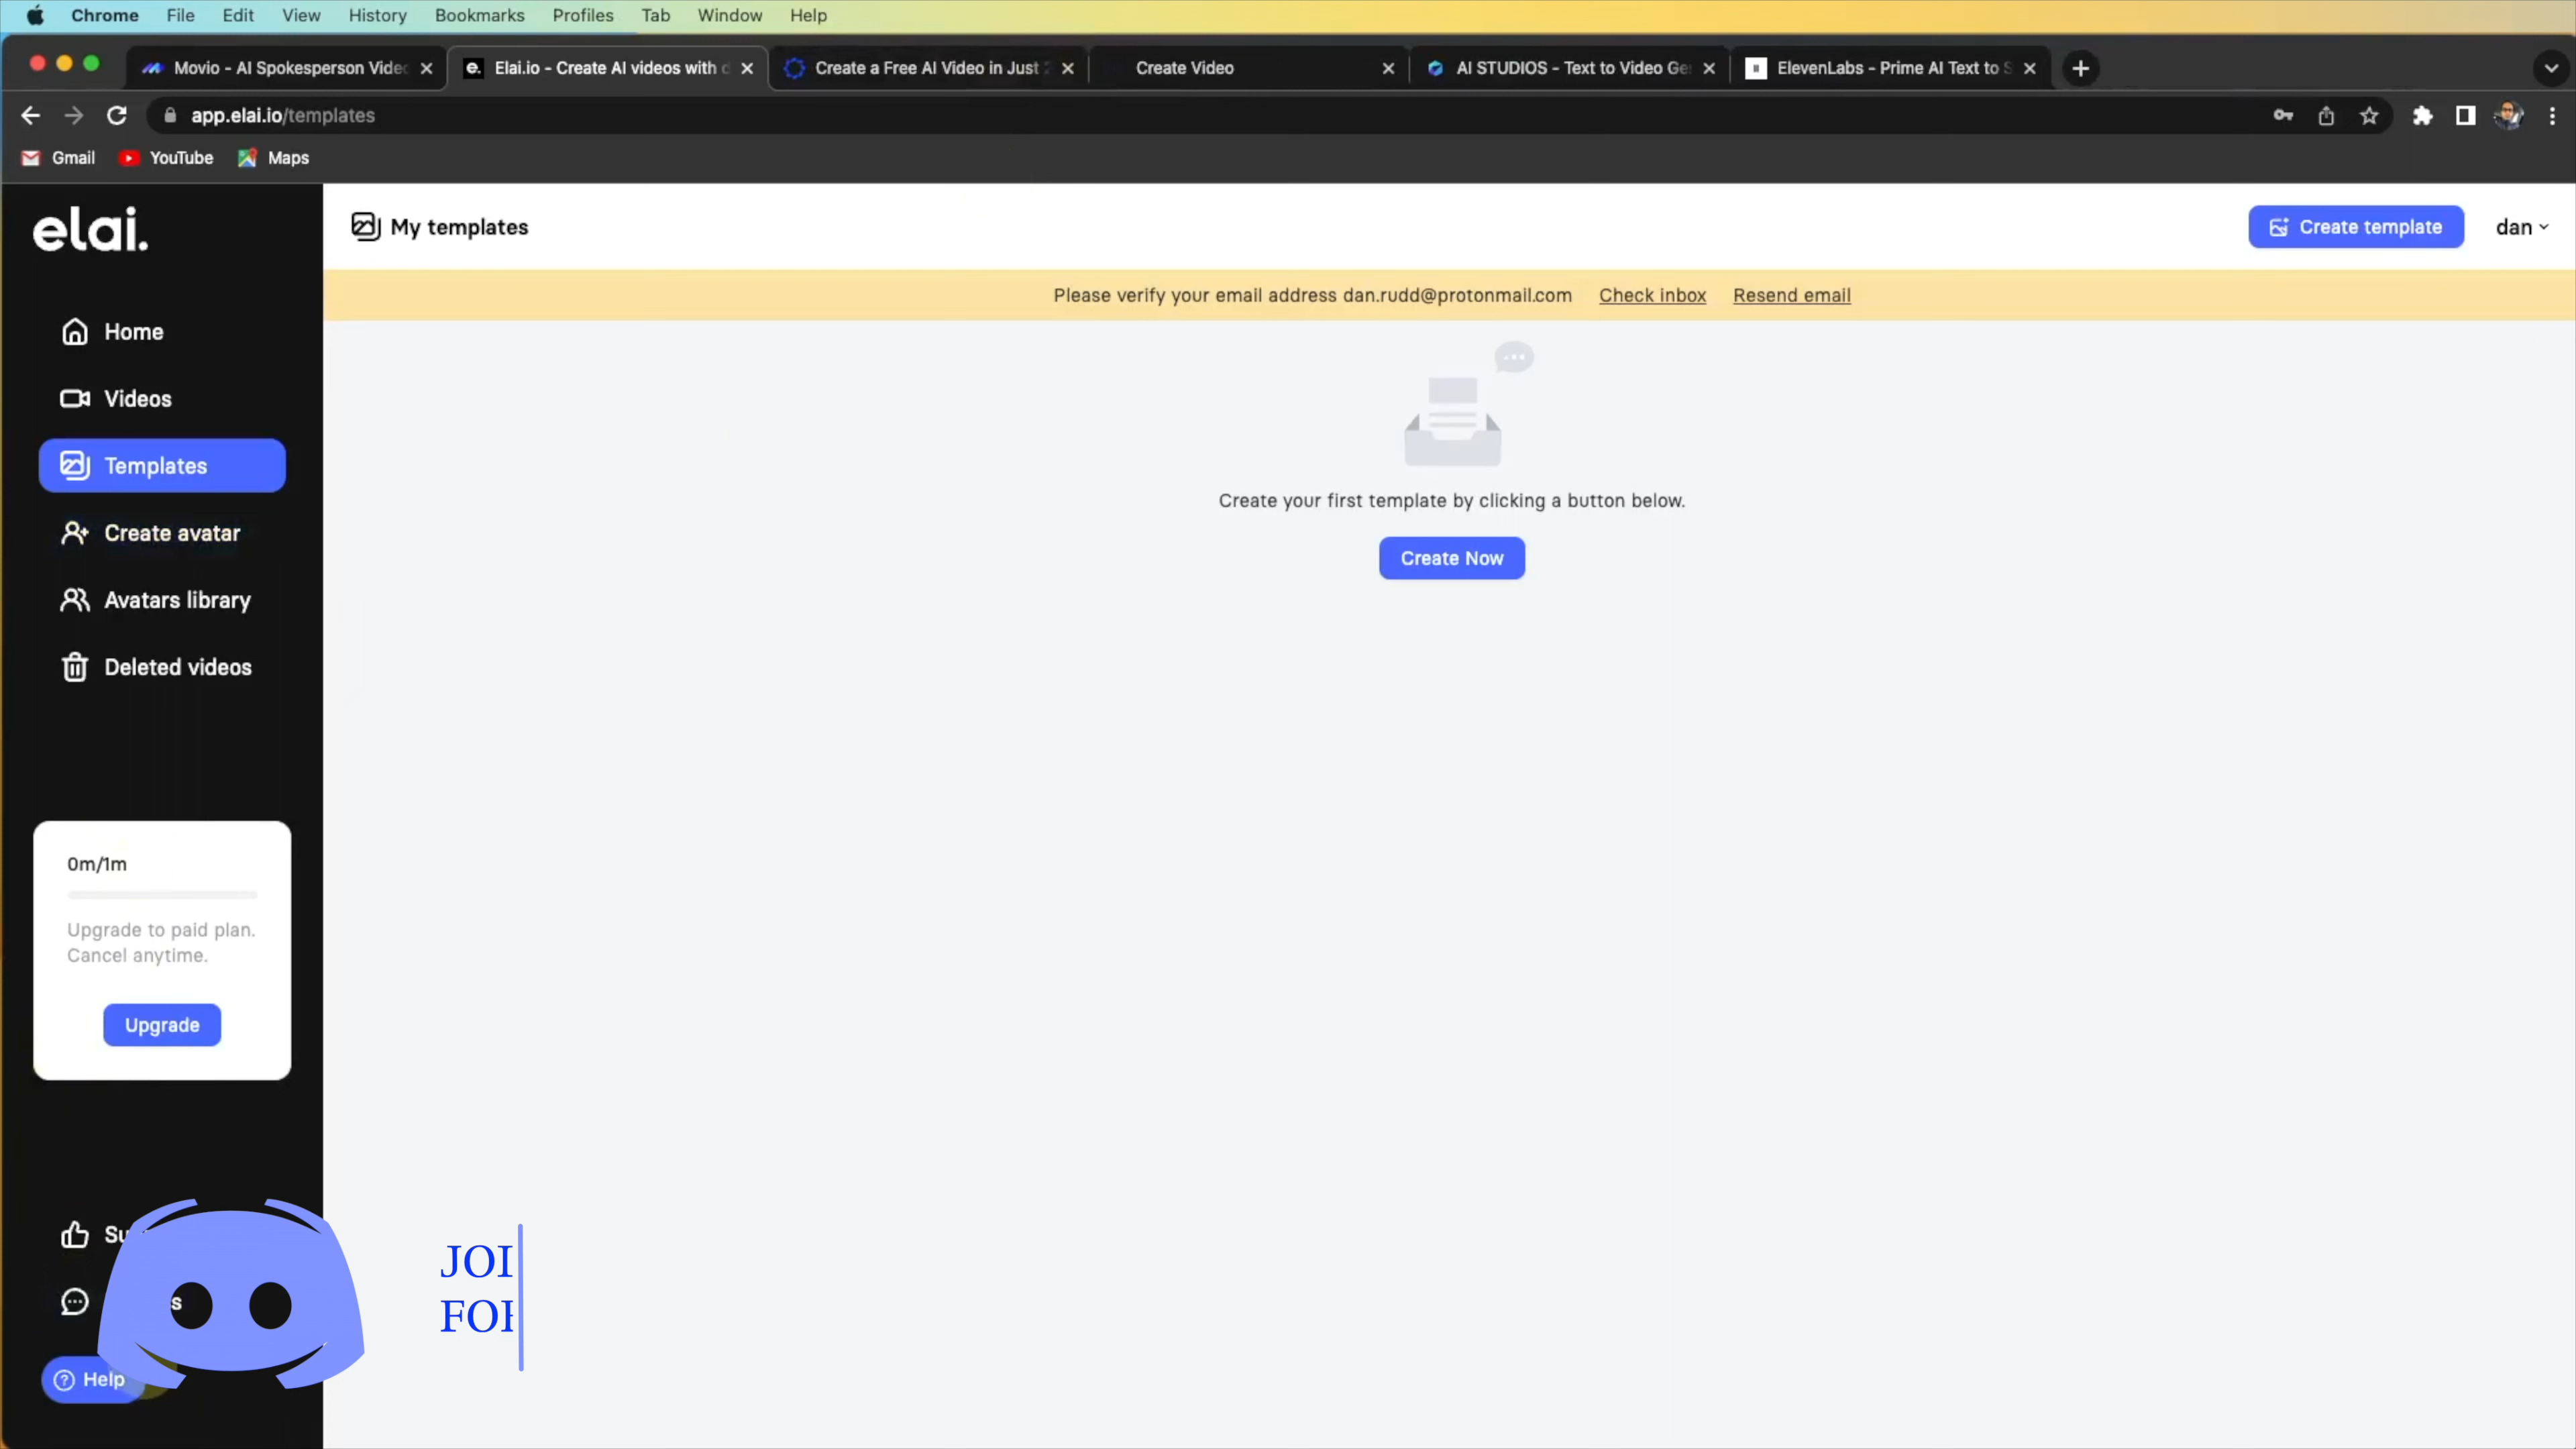 Chrome File Edit View History Bookmarks Profiles Tab Window Help
Movio - AI Spokesperson Video
Elai.io - Create AI videos with d
Create a Free AI Video in Just
Create Video
AI STUDIOS - Text to Video Ge
ElevenLabs - Prime AI Text to S
app.elai.io/templates
Gmail YouTube Maps
elai.
My templates
Create template
dan
Please verify your email address dan.rudd@protonmail.com Check inbox Resend email
Home
Videos
Templates
Create avatar
Avatars library
Deleted videos
Create your first template by clicking a button below.
Create Now
0m/1m
Upgrade to paid plan.
Cancel anytime.
Upgrade
Help
JOI
FO